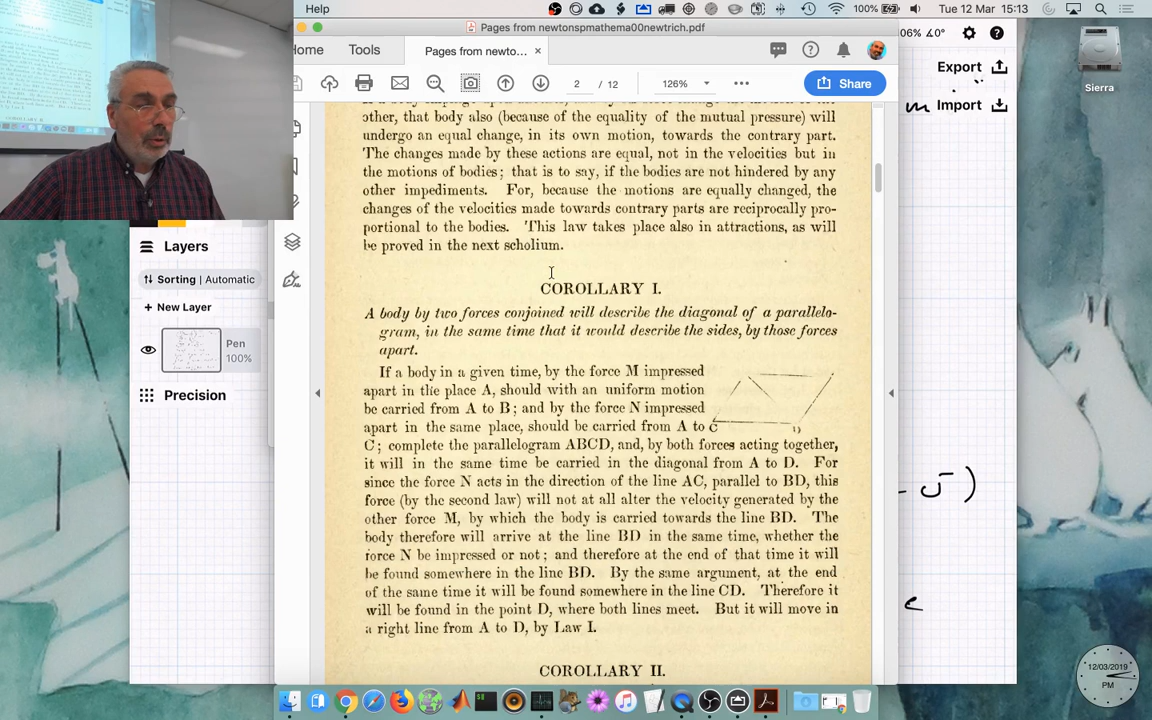 Help
100%
Tue 12 Mar 15:13
Pages from newtonspmathema00newtrich.pdf
Home
Tools
Pages from newto...
06% ∡0°
2 / 12
126%
Share
Export
Import
Sierra
m
other, that body also (because of the equality of the mutual pressure) will
undergo an equal change, in its own motion, towards the contrary part.
The changes made by these actions are equal, not in the velocities but in
the motions of bodies; that is to say, if the bodies are not hindered by any
other impediments. For, because the motions are equally changed, the
changes of the velocities made towards contrary parts are reciprocally pro-
portional to the bodies. This law takes place also in attractions, as will
be proved in the next scholium.
COROLLARY I.
A body by two forces conjoined will describe the diagonal of a parallelo-
gram, in the same time that it would describe the sides, by those forces
apart.
If a body in a given time, by the force M impressed
apart in the place A, should with an uniform motion
be carried from A to B; and by the force N impressed
apart in the same place, should be carried from A to
C; complete the parallelogram ABCD, and, by both forces acting together,
it will in the same time be carried in the diagonal from A to D. For
since the force N acts in the direction of the line AC, parallel to BD, this
force (by the second law) will not at all alter the velocity generated by the
other force M, by which the body is carried towards the line BD. The
body therefore will arrive at the line BD in the same time, whether the
force N be impressed or not; and therefore at the end of that time it will
be found somewhere in the line BD. By the same argument, at the end
of the same time it will be found somewhere in the line CD. Therefore it
will be found in the point D, where both lines meet. But it will move in
a right line from A to D, by Law I.
COROLLARY II.
C
D
Layers
Sorting | Automatic
+ New Layer
Pen
100%
Precision
12/03/2019
PM